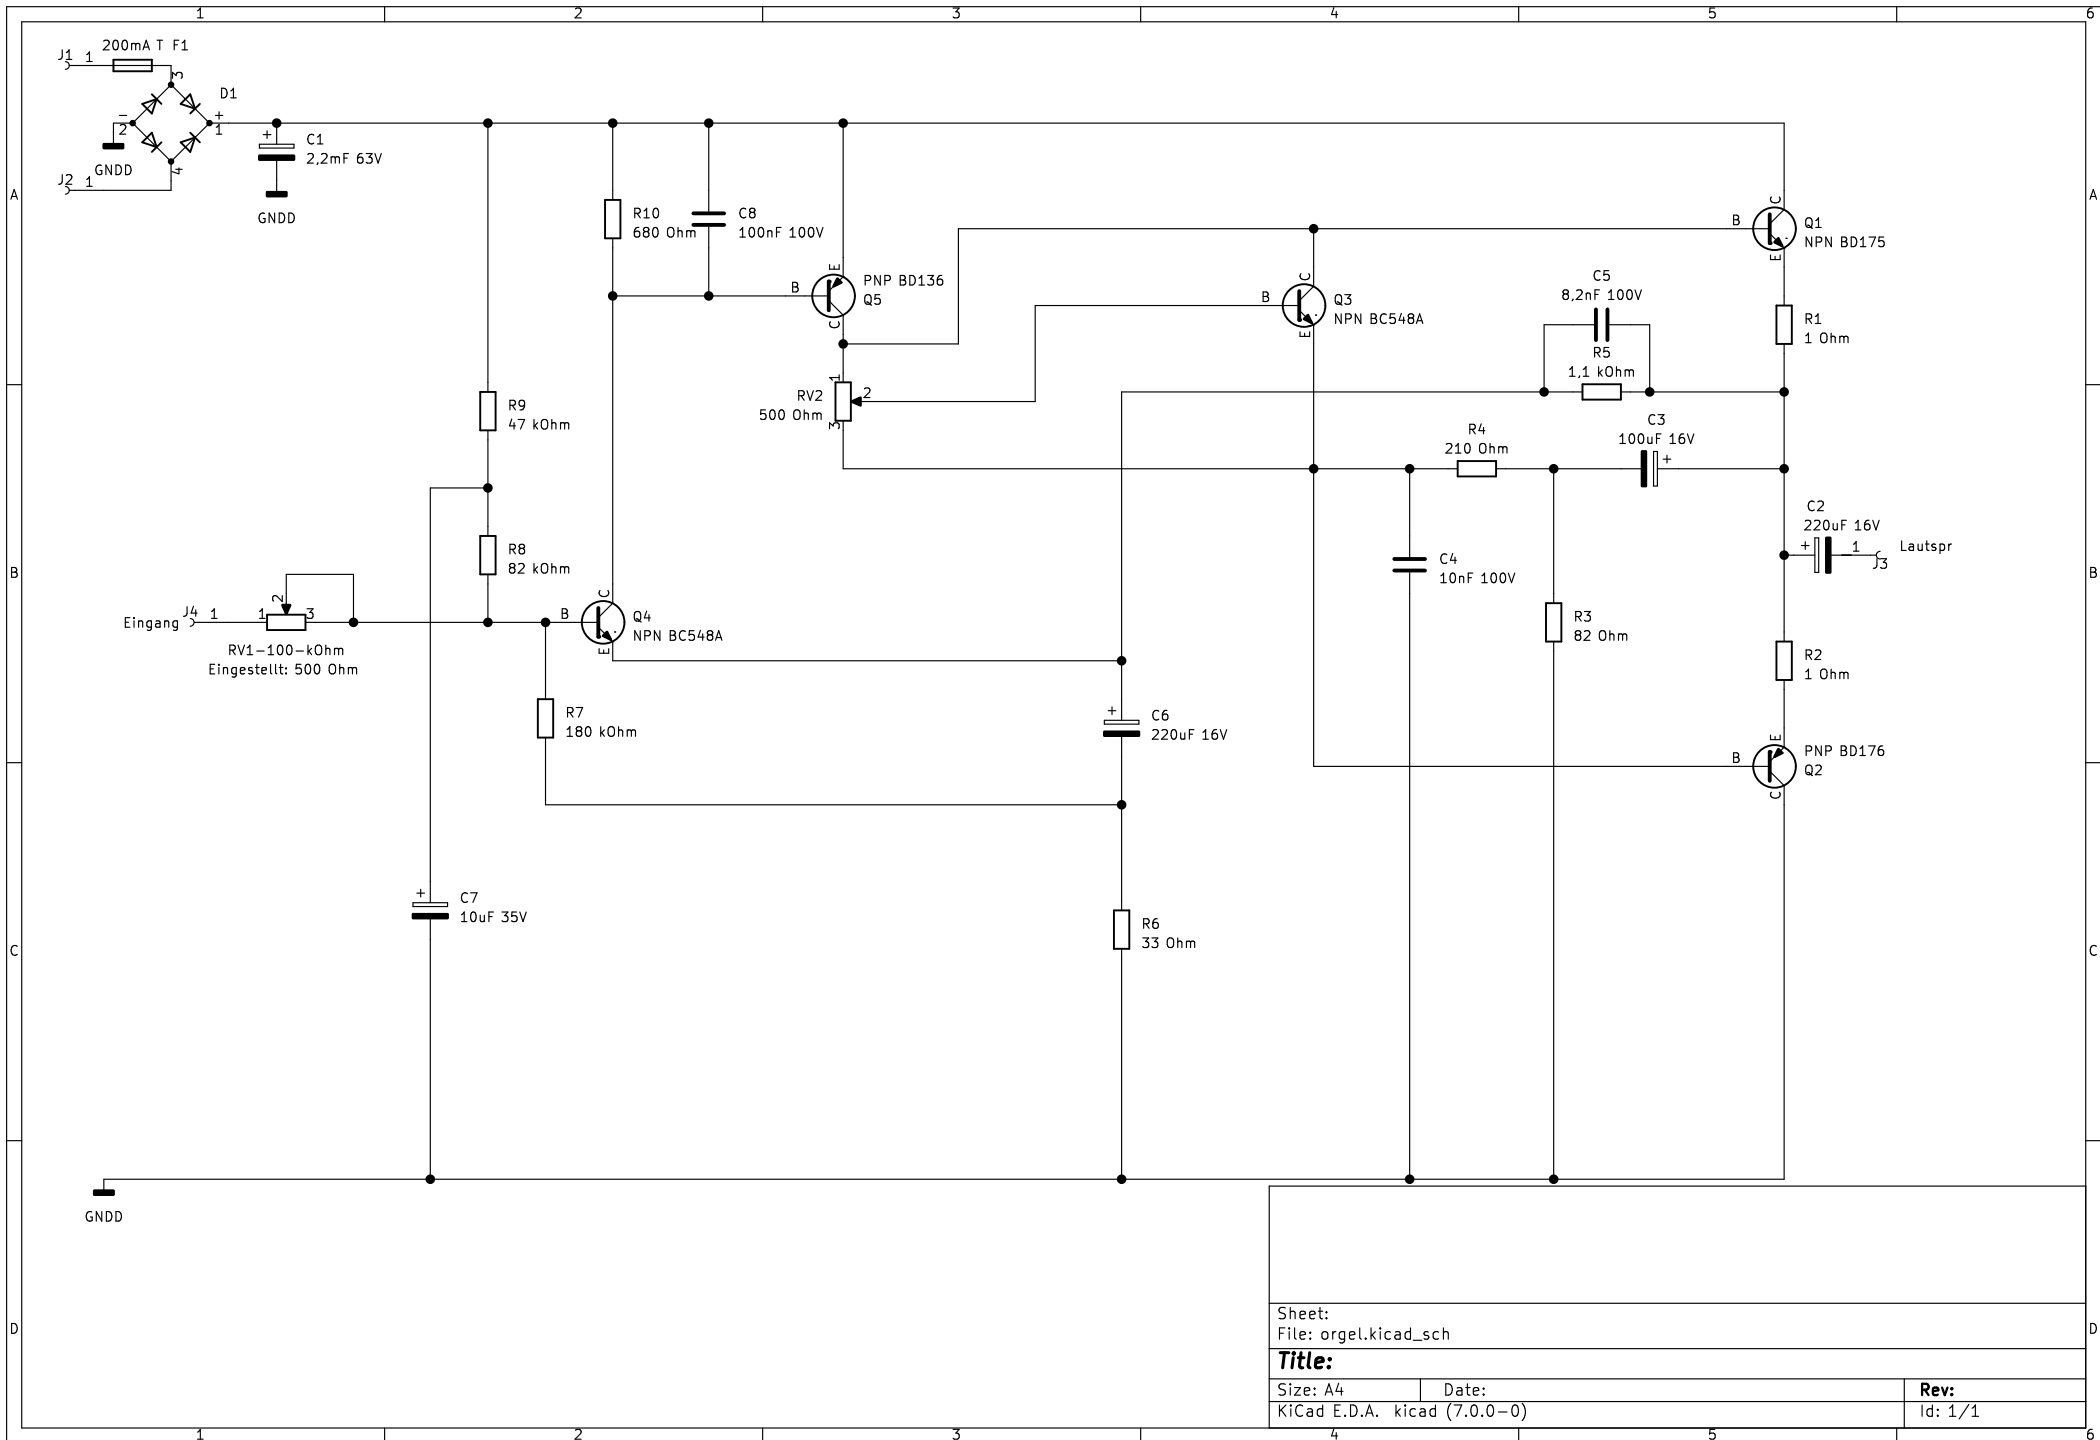 1 2 3 4 5 6
200mA T F1
J1 1
3
D1
− +
2 1
C1
2,2mF 63V
GNDD
4
J2 1
GNDD
A A
R10
680 Ohm
C8
100nF 100V
C
B
Q1
NPN BD175
E
E
PNP BD136
B
Q5
C
C
B
Q3
NPN BC548A
E
C5
8,2nF 100V
R1
1 Ohm
R5
1,1 kOhm
1
RV2
2
500 Ohm
3
R9
47 kOhm
C3
100uF 16V
+
R4
210 Ohm
C2
220uF 16V
+ 1
Lautspr
J3
R8
82 kOhm
B B
C4
10nF 100V
2
C
J4 1 1 3
Eingang
B
Q4
NPN BC548A
E
RV1-100-kOhm
Eingestellt: 500 Ohm
R3
82 Ohm
R2
1 Ohm
R7
180 kOhm
+
C6
220uF 16V
E
PNP BD176
B
Q2
C
+
C7
10uF 35V
R6
33 Ohm
C C
GNDD
Sheet:
File: orgel.kicad_sch
D D
Title:
Size: A4 Date: Rev:
KiCad E.D.A. kicad (7.0.0-0) Id: 1/1
1 2 3 4 5 6